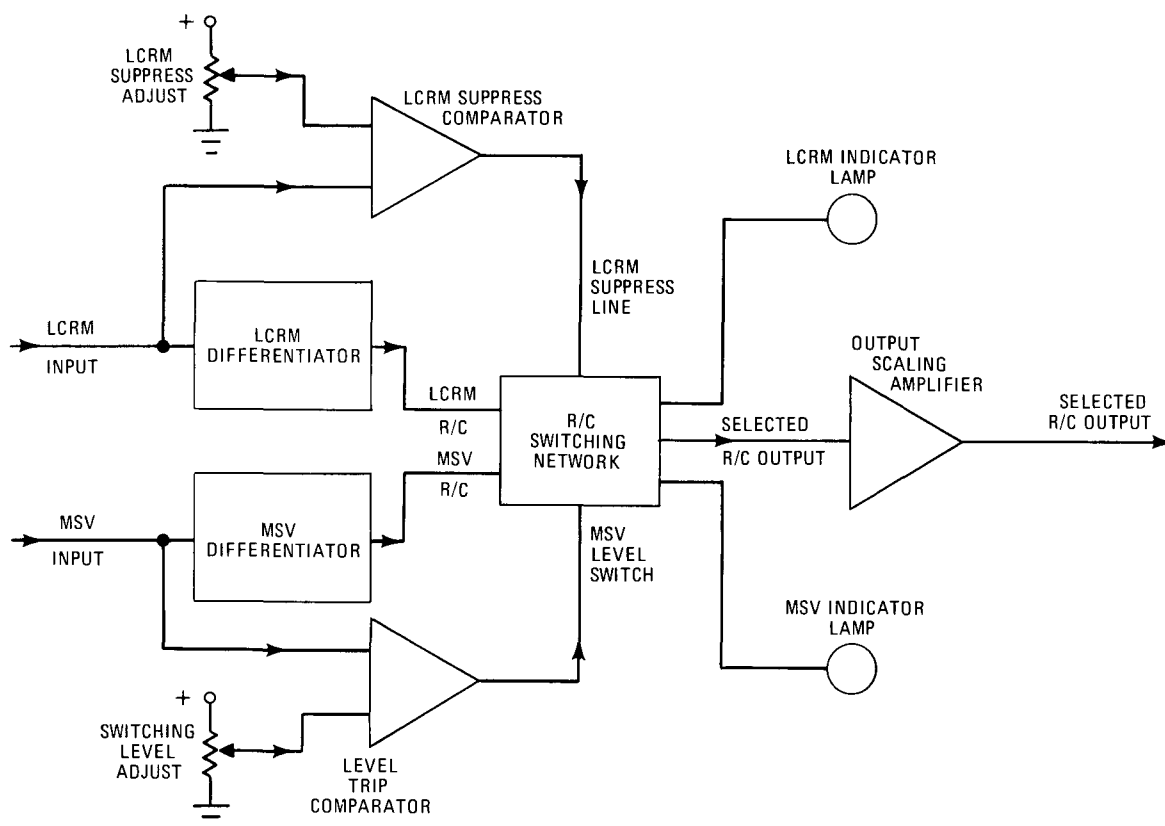 +
LCRM
SUPPRESS
ADJUST
LCRM SUPPRESS
COMPARATOR
LCRM INDICATOR
LAMP
LCRM
SUPPRESS
LINE
LCRM
INPUT
LCRM
DIFFERENTIATOR
LCRM
R/C
R/C
SWITCHING
NETWORK
SELECTED
R/C OUTPUT
OUTPUT
SCALING
AMPLIFIER
SELECTED
R/C OUTPUT
MSV
R/C
MSV
INPUT
MSV
DIFFERENTIATOR
MSV
LEVEL
SWITCH
MSV INDICATOR
LAMP
+
SWITCHING
LEVEL
ADJUST
LEVEL
TRIP
COMPARATOR